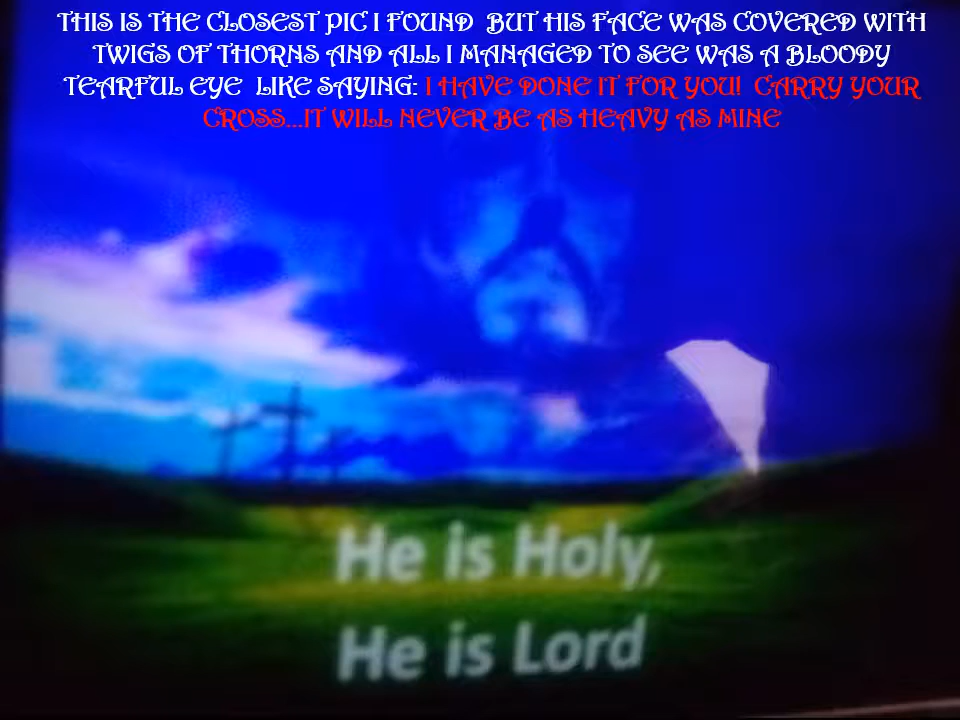 THIS IS THE CLOSEST PIC I FOUND BUT HIS FACE WAS COVERED WITH
TWIGS OF THORNS AND ALL I MANAGED TO SEE WAS A BLOODY
TEARFUL EYE LIKE SAYING: I HAVE DONE IT FOR YOU! CARRY YOUR
CROSS...IT WILL NEVER BE AS HEAVY AS MINE
He is Holy,
He is Lord